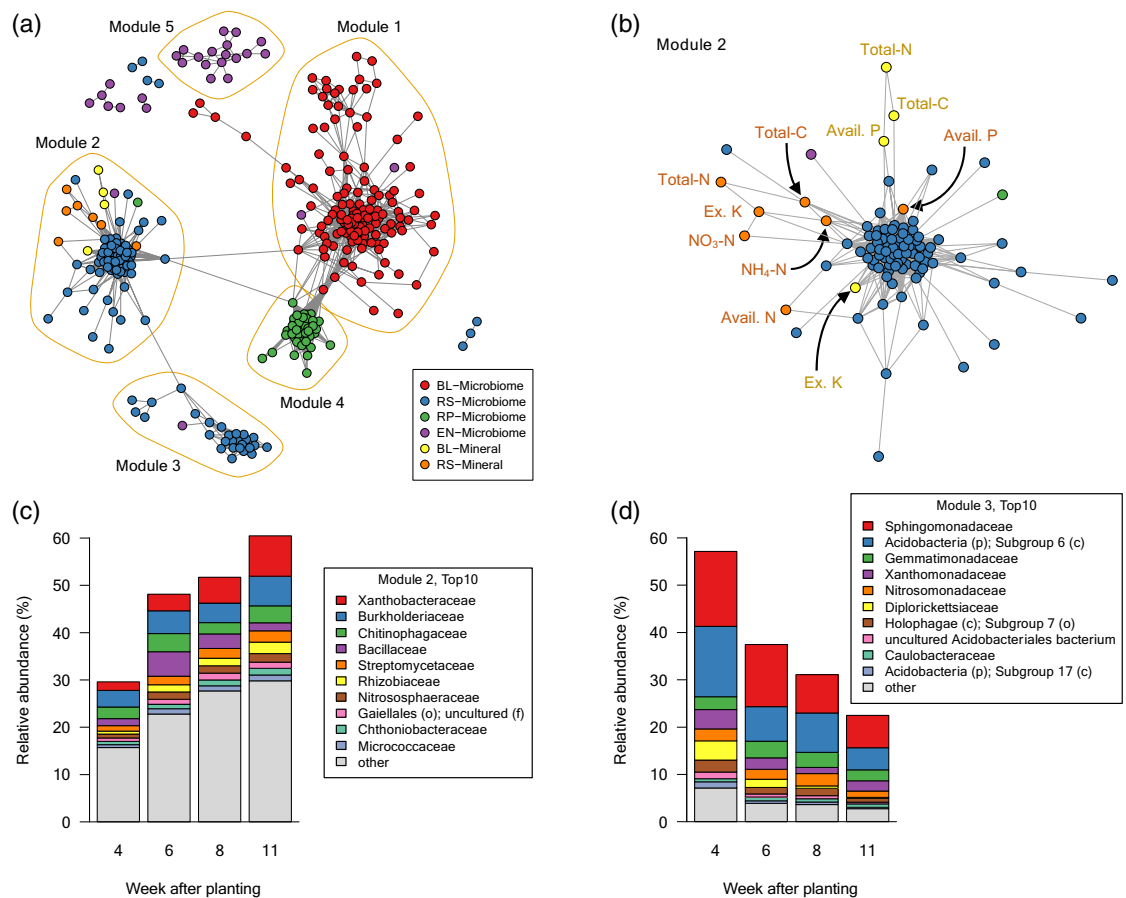 (a)
Module 5
Module 1
Module 2
Module 4
Module 3
BL−Microbiome
RS−Microbiome
RP−Microbiome
EN−Microbiome
BL−Mineral
RS−Mineral
(b)
Module 2
Total-N
Total-C
Avail. P
Total-C
Avail. P
Total-N
Ex. K
NO₃-N
NH₄-N
Avail. N
Ex. K
(c)
Relative abundance (%)
60
50
40
30
20
10
0
4 6 8 11
Week after planting
Module 2, Top10
Xanthobacteraceae
Burkholderiaceae
Chitinophagaceae
Bacillaceae
Streptomycetaceae
Rhizobiaceae
Nitrososphaeraceae
Gaiellales (o); uncultured (f)
Chthoniobacteraceae
Micrococcaceae
other
(d)
Relative abundance (%)
60
50
40
30
20
10
0
4 6 8 11
Week after planting
Module 3, Top10
Sphingomonadaceae
Acidobacteria (p); Subgroup 6 (c)
Gemmatimonadaceae
Xanthomonadaceae
Nitrosomonadaceae
Diplorickettsiaceae
Holophagae (c); Subgroup 7 (o)
uncultured Acidobacteriales bacterium
Caulobacteraceae
Acidobacteria (p); Subgroup 17 (c)
other